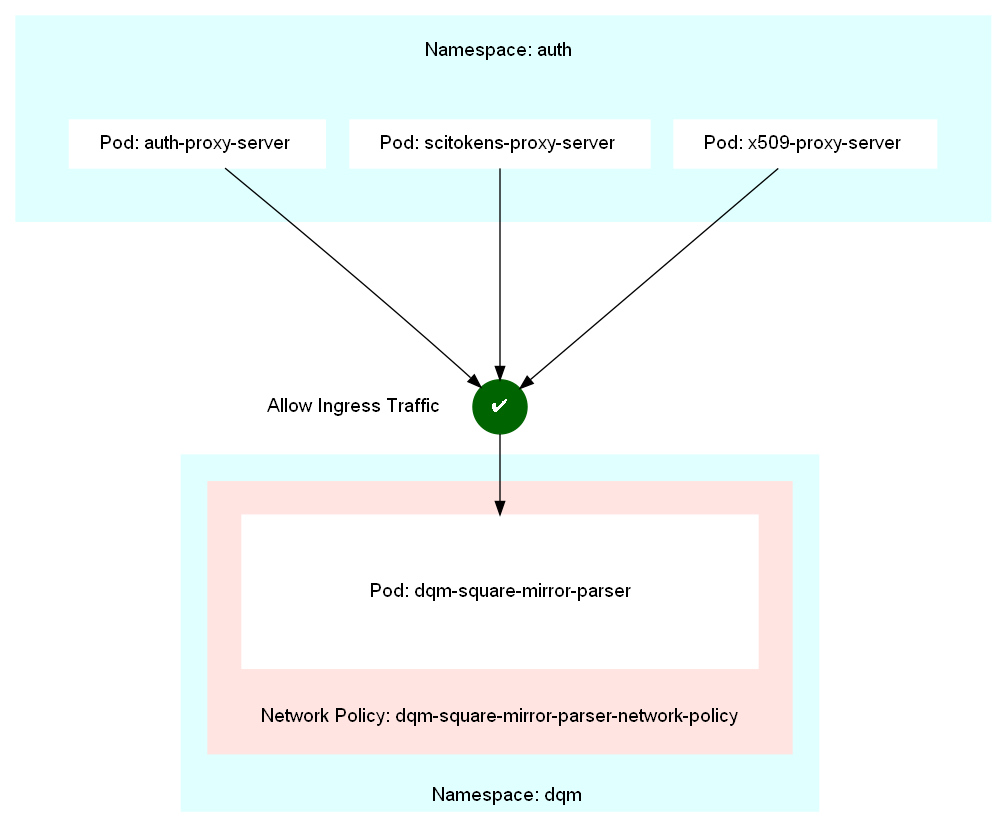 Namespace: auth
Pod: auth-proxy-server
Pod: scitokens-proxy-server
Pod: x509-proxy-server
Allow Ingress Traffic
✔
Pod: dqm-square-mirror-parser
Network Policy: dqm-square-mirror-parser-network-policy
Namespace: dqm